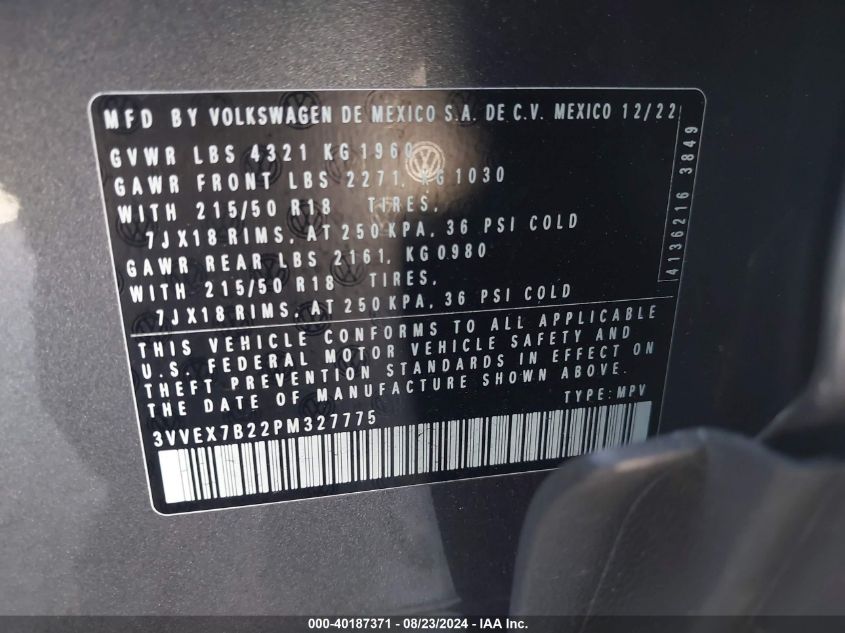 MFD BY VOLKSWAGEN DE MEXICO S.A. DE C.V. MEXICO 12/22
GVWR LBS 4321 KG 1960
GAWR FRONT LBS 2271, KG 1030
WITH 215/50 R18 TIRES,
7JX18 RIMS, AT 250 KPA, 36 PSI COLD
GAWR REAR LBS 2161, KG 0980
WITH 215/50 R18 TIRES,
7JX18 RIMS, AT 250 KPA, 36 PSI COLD
THIS VEHICLE CONFORMS TO ALL APPLICABLE
U.S. FEDERAL MOTOR VEHICLE SAFETY AND
THEFT PREVENTION STANDARDS IN EFFECT ON
THE DATE OF MANUFACTURE SHOWN ABOVE.
TYPE: MPV
3VVEX7B22PM327775
4136216 3849
000-40187371 - 08/23/2024 - IAA Inc.